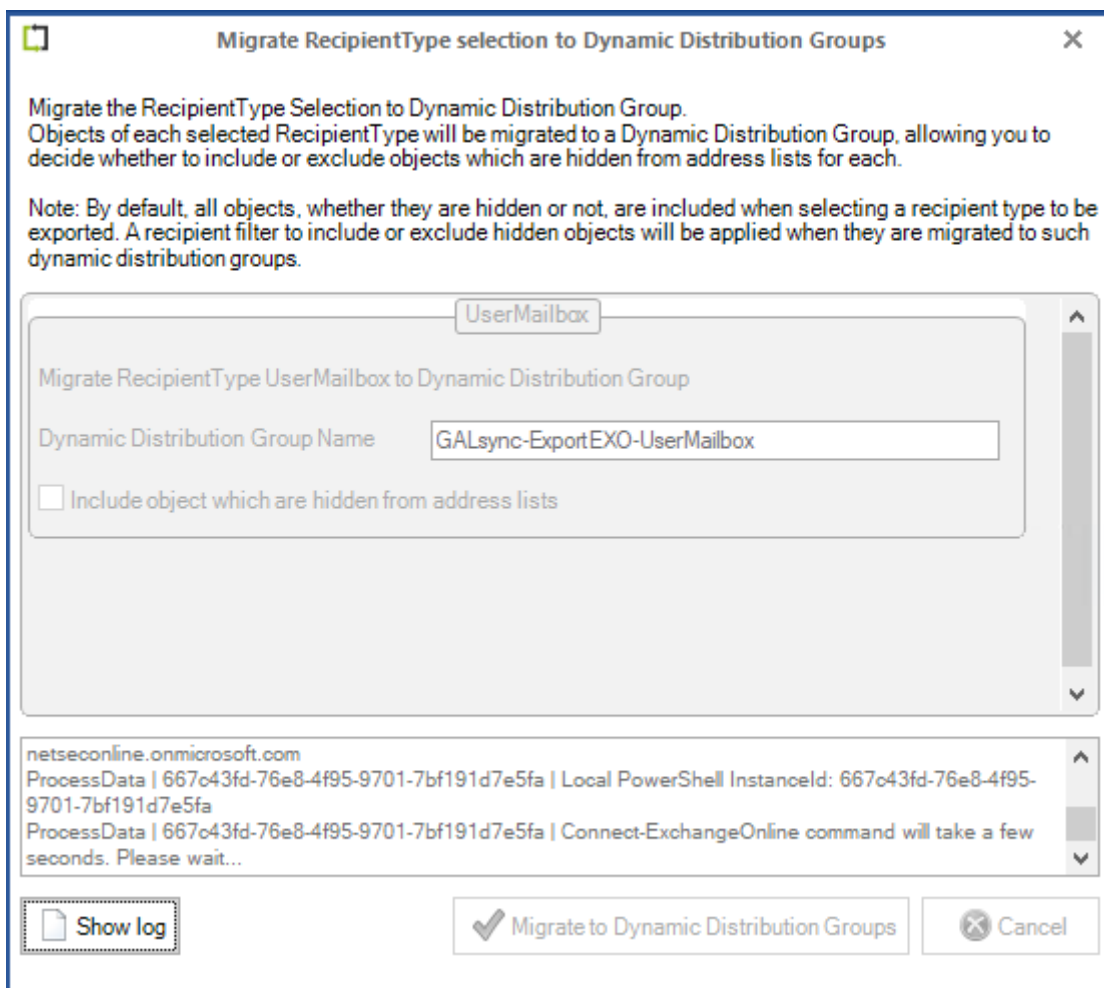 Migrate RecipientType selection to Dynamic Distribution Groups
Migrate the RecipientType Selection to Dynamic Distribution Group.
Objects of each selected RecipientType will be migrated to a Dynamic Distribution Group, allowing you to
decide whether to include or exclude objects which are hidden from address lists for each.
Note: By default, all objects, whether they are hidden or not, are included when selecting a recipient type to be
exported. A recipient filter to include or exclude hidden objects will be applied when they are migrated to such
dynamic distribution groups.
UserMailbox
Migrate RecipientType UserMailbox to Dynamic Distribution Group
Dynamic Distribution Group Name
GALsync-ExportEXO-UserMailbox
Include object which are hidden from address lists
netseconline.onmicrosoft.com
ProcessData | 667c43fd-76e8-4f95-9701-7bf191d7e5fa | Local PowerShell InstanceId: 667c43fd-76e8-4f95-
9701-7bf191d7e5fa
ProcessData | 667c43fd-76e8-4f95-9701-7bf191d7e5fa | Connect-ExchangeOnline command will take a few
seconds. Please wait...
Show log
Migrate to Dynamic Distribution Groups
Cancel